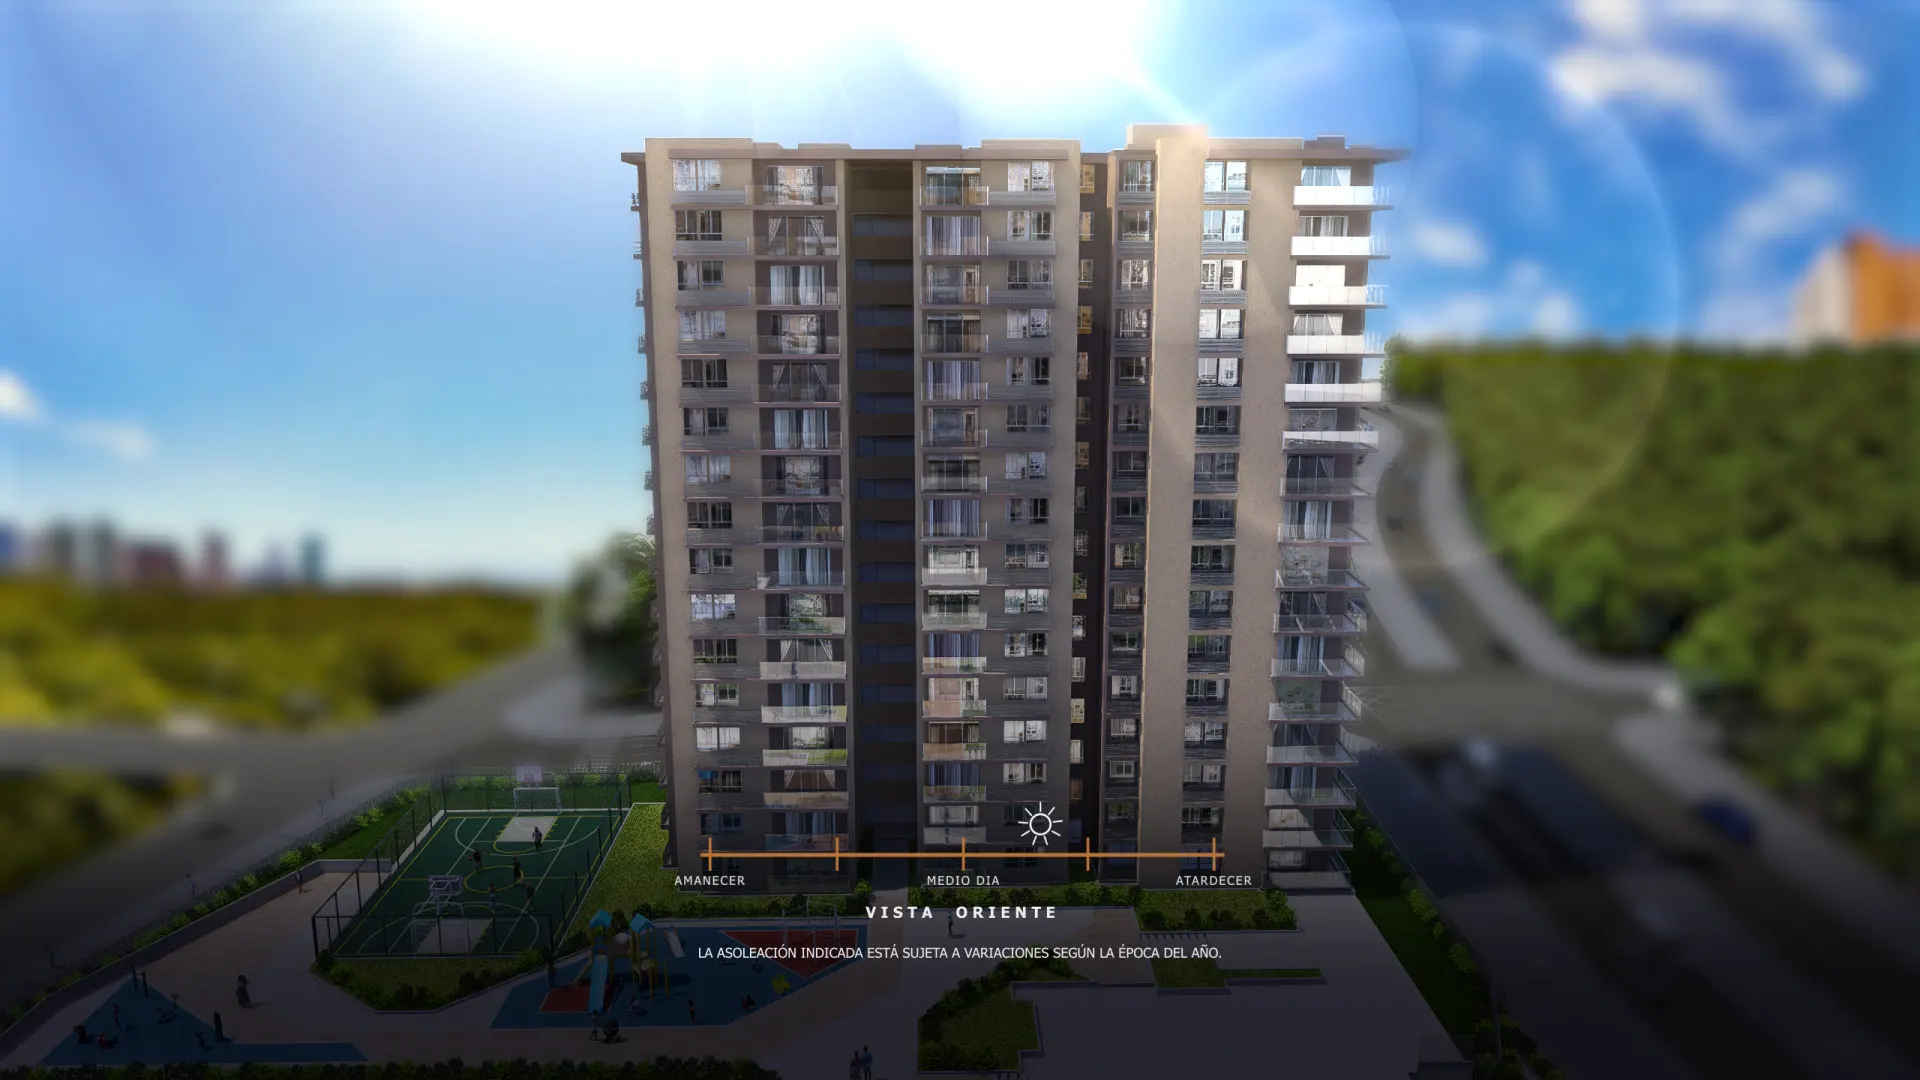 AMANECER MEDIO DIA ATARDECER
VISTA ORIENTE
LA ASOLEACIÓN INDICADA ESTÁ SUJETA A VARIACIONES SEGÚN LA ÉPOCA DEL AÑO.